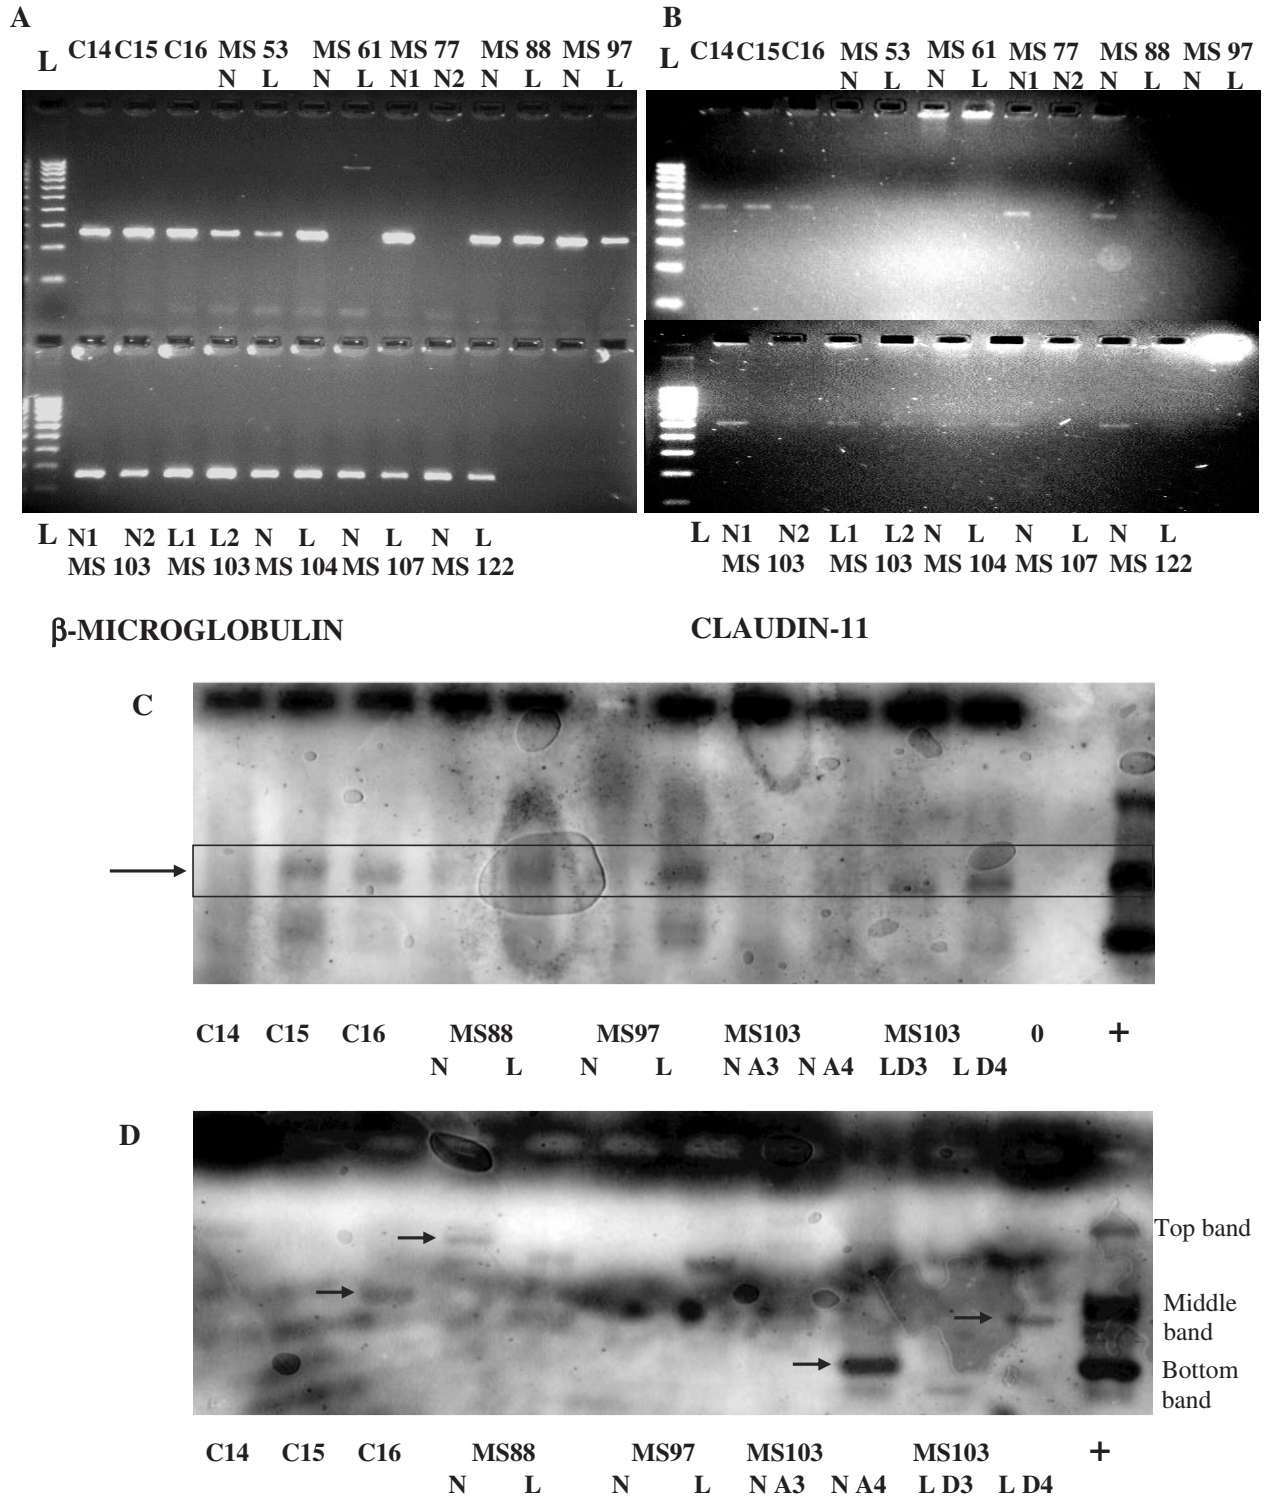 A
L C14 C15 C16 MS 53 MS 61 MS 77 MS 88 MS 97
N L N L N1 N2 N L N L
B
L C14 C15 C16 MS 53 MS 61 MS 77 MS 88 MS 97
N L N L N1 N2 N L N L
L N1 N2 L1 L2 N L N L N L
MS 103 MS 103 MS 104 MS 107 MS 122
L N1 N2 L1 L2 N L N L N L
MS 103 MS 103 MS 104 MS 107 MS 122
β-MICROGLOBULIN
CLAUDIN-11
C
C14 C15 C16 MS88 MS97 MS103 MS103 0 +
N L N L N A3 N A4 LD3 L D4
D
Top band
Middle
band
Bottom
band
C14 C15 C16 MS88 MS97 MS103 MS103 +
N L N L N A3 N A4 L D3 L D4